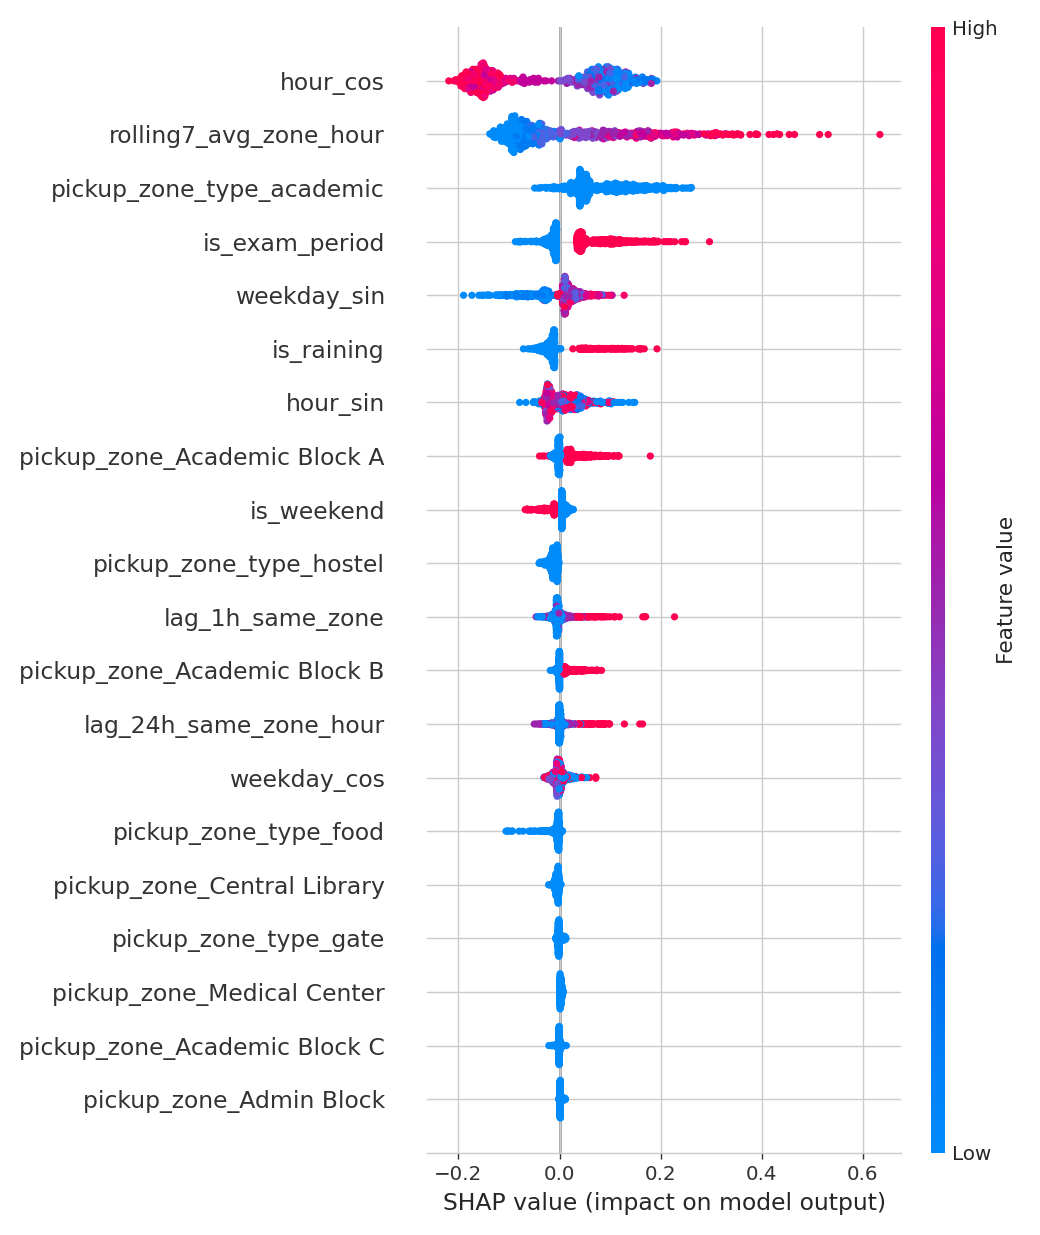 High
hour_cos
rolling7_avg_zone_hour
pickup_zone_type_academic
is_exam_period
weekday_sin
is_raining
hour_sin
pickup_zone_Academic Block A
is_weekend
pickup_zone_type_hostel
lag_1h_same_zone
pickup_zone_Academic Block B
lag_24h_same_zone_hour
weekday_cos
pickup_zone_type_food
pickup_zone_Central Library
pickup_zone_type_gate
pickup_zone_Medical Center
pickup_zone_Academic Block C
pickup_zone_Admin Block
Feature value
Low
−0.2 0.0 0.2 0.4 0.6
SHAP value (impact on model output)